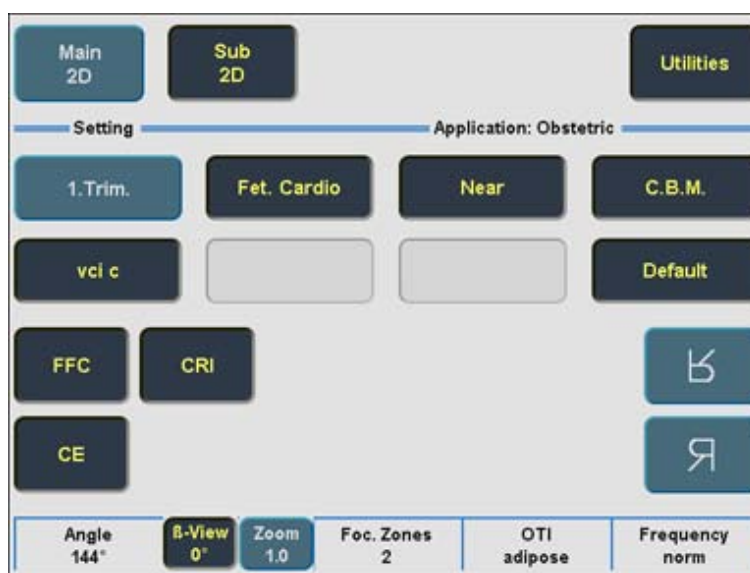 Main
2D
Sub
2D
Utilities
Setting
Application: Obstetric
1.Trim.
Fet. Cardio
Near
C.B.M.
vci c
Default
FFC
CRI
CE
R
R
Angle
144°
ß-View
0°
Zoom
1.0
Foc. Zones
2
OTI
adipose
Frequency
norm